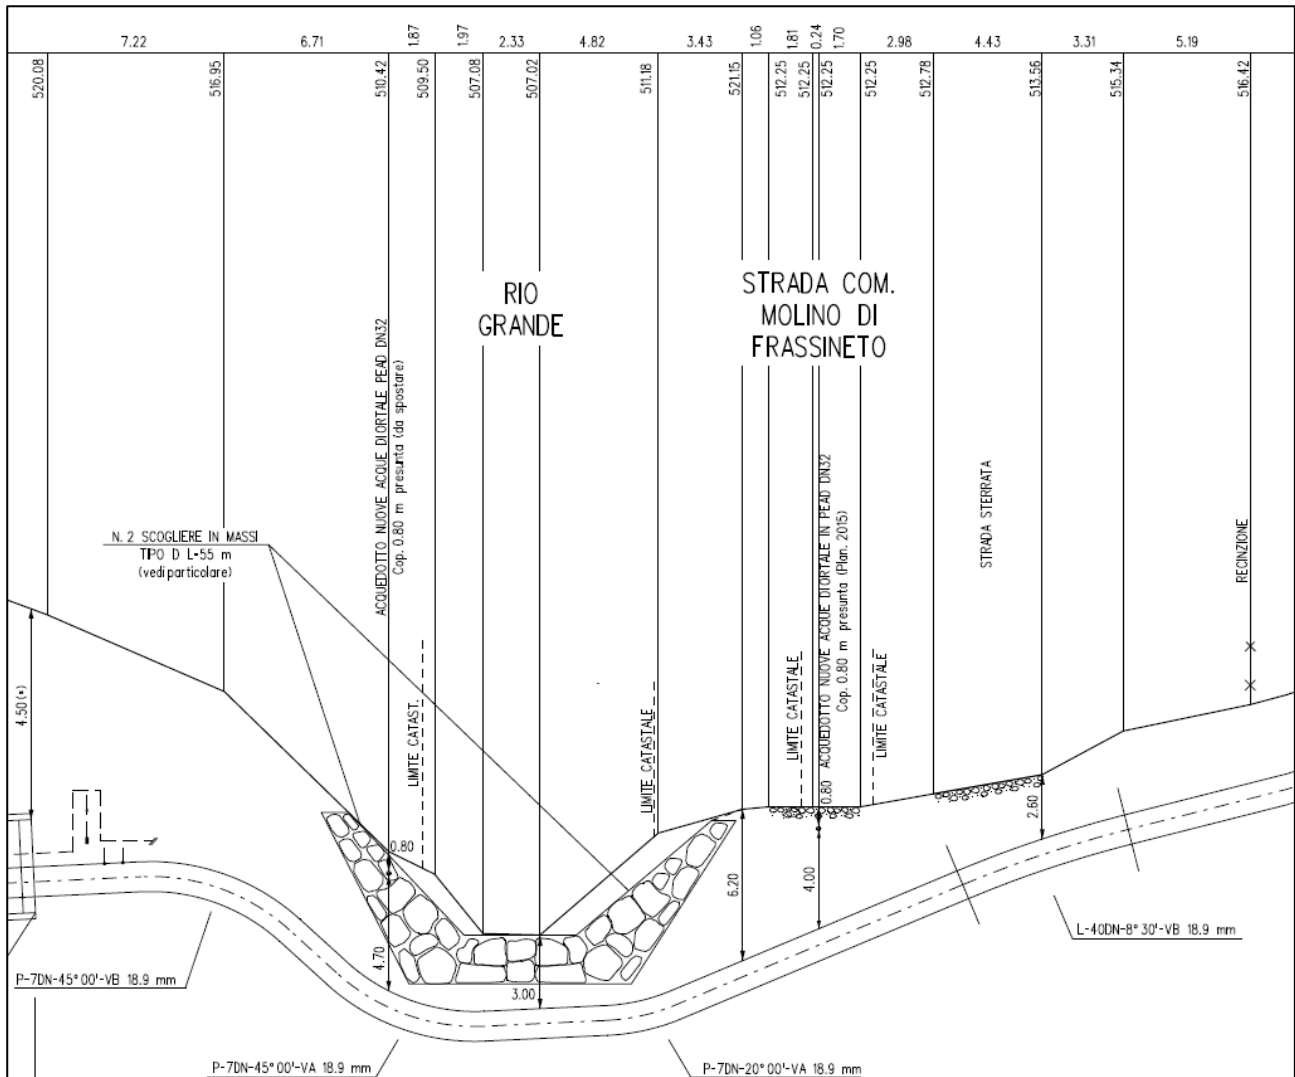 7.22 6.71 1.87 1.97 2.33 4.82 3.43 1.06 1.81 0.24 1.70 2.98 4.43 3.31 5.19
520.08 516.95 510.42 509.50 507.08 507.02 511.18 521.15 512.25 512.25 512.25 512.25 512.78 513.56 515.34 516.42
RIO
GRANDE
STRADA COM.
MOLINO DI
FRASSINETO
ACQUEDOTTO NUOVE ACQUE DIORTALE PEAD DN32
Cop. 0.80 m presunta (da spostare)
N. 2 SCOGLIERE IN MASSI
TIPO D L-55 m
(vedi particolare)
ACQUEDOTTO NUOVE ACQUE DIORTALE IN PEAD DN32
Cop. 0.80 m presunta (Plan. 2015)
STRADA STERRATA
RECINZIONE
LIMITE CATAST.
LIMITE CATASTALE
LIMITE CATASTALE
LIMITE CATASTALE
4.50(*)
0.80
0.80
2.60
6.20
4.00
4.70
3.00
L-40DN-8°30'-VB 18.9 mm
P-7DN-45°00'-VB 18.9 mm
P-7DN-45°00'-VA 18.9 mm
P-7DN-20°00'-VA 18.9 mm